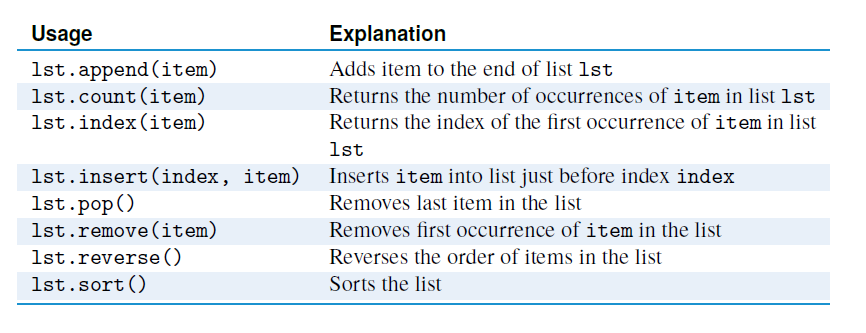 Usage Explanation
lst.append(item) Adds item to the end of list lst
lst.count(item) Returns the number of occurrences of item in list lst
lst.index(item) Returns the index of the first occurrence of item in list
lst
lst.insert(index, item) Inserts item into list just before index index
lst.pop() Removes last item in the list
lst.remove(item) Removes first occurrence of item in the list
lst.reverse() Reverses the order of items in the list
lst.sort() Sorts the list